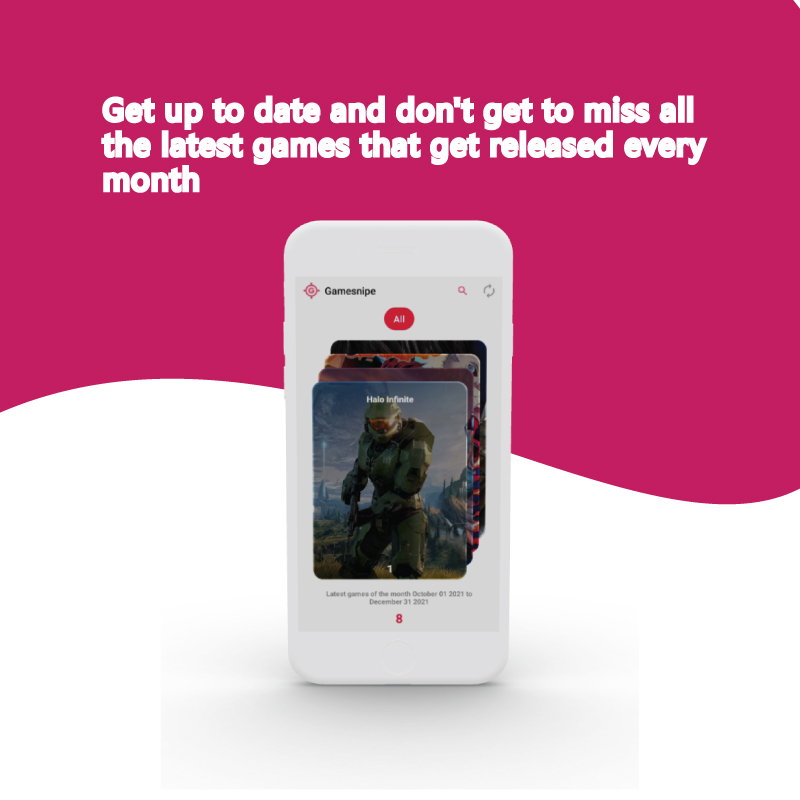 Get up to date and don't get to miss all
the latest games that get released every
month
Gamesnipe
All
Halo Infinite
1
Latest games of the month October 01 2021 to
December 31 2021
8